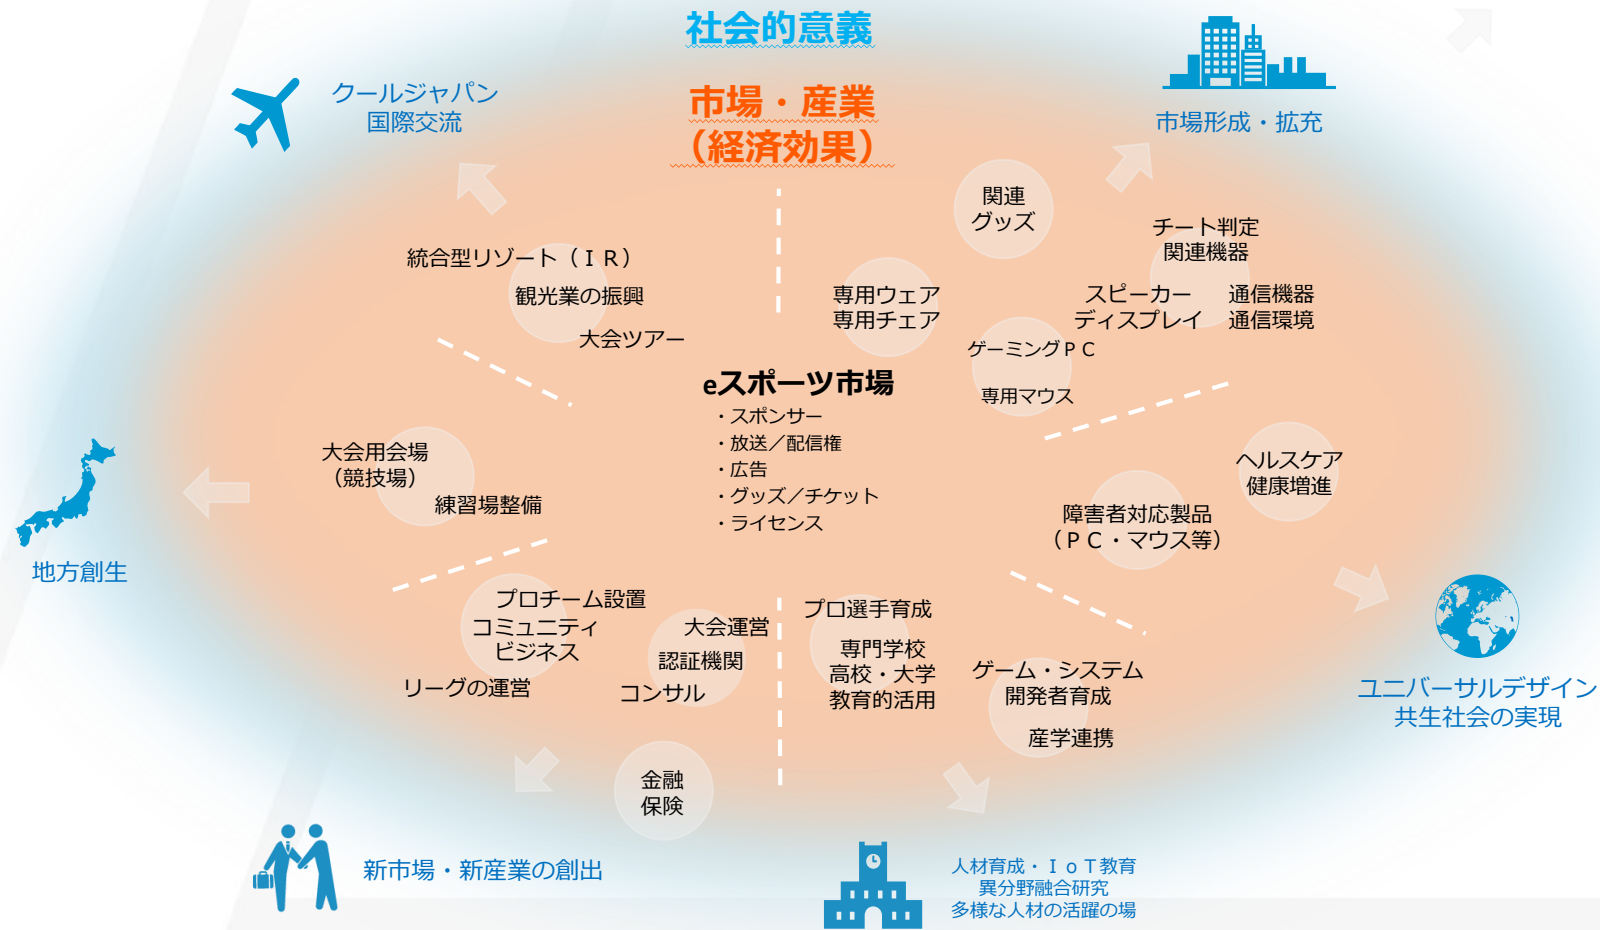 社会的意義
市場・産業
（経済効果）
クールジャパン
国際交流
市場形成・拡充
統合型リゾート（ＩＲ）
観光業の振興
大会ツアー
関連
グッズ
専用ウェア
専用チェア
チート判定
関連機器
スピーカー
ディスプレイ
通信機器
通信環境
ゲーミングＰＣ
専用マウス
eスポーツ市場
・スポンサー
・放送／配信権
・広告
・グッズ／チケット
・ライセンス
大会用会場
（競技場）
練習場整備
ヘルスケア
健康増進
障害者対応製品
（ＰＣ・マウス等）
地方創生
プロチーム設置
コミュニティ
ビジネス
リーグの運営
大会運営
認証機関
コンサル
金融
保険
プロ選手育成
専門学校
高校・大学
教育的活用
ゲーム・システム
開発者育成
産学連携
ユニバーサルデザイン
共生社会の実現
新市場・新産業の創出
人材育成・ＩｏＴ教育
異分野融合研究
多様な人材の活躍の場